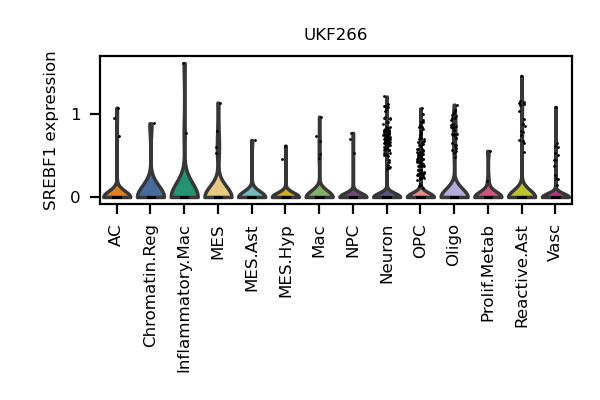 UKF266
SREBF1 expression
1
0
AC
Chromatin.Reg
Inflammatory.Mac
MES
MES.Ast
MES.Hyp
Mac
NPC
Neuron
OPC
Oligo
Prolif.Metab
Reactive.Ast
Vasc